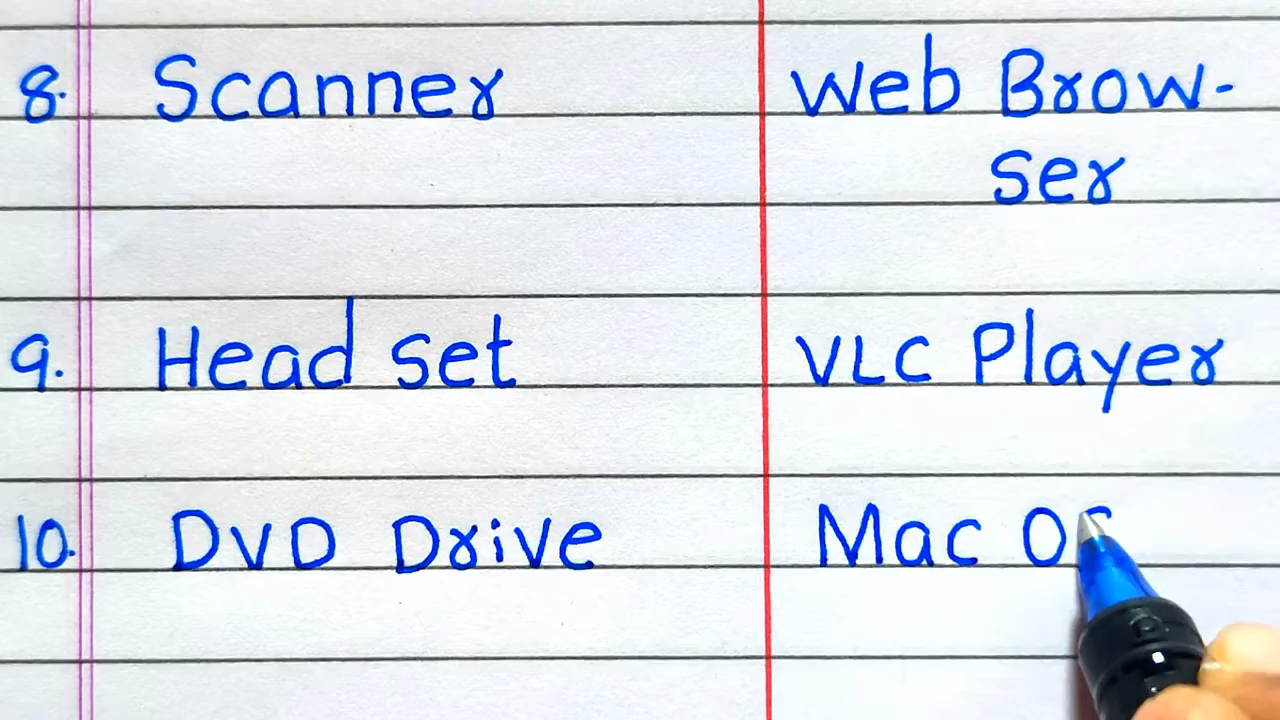 8. Scanner Web Brow-
ser
9. Head set VLC Player
10. DVD Drive Mac OS